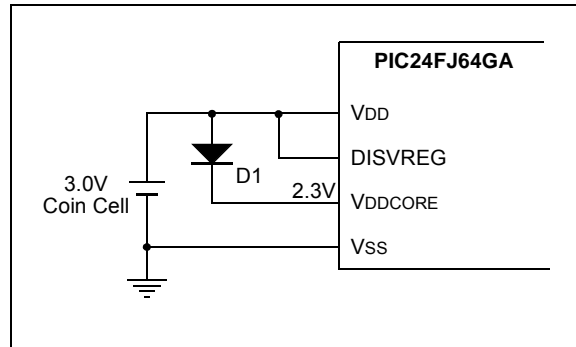 PIC24FJ64GA
VDD
DISVREG
D1
3.0V
Coin Cell
2.3V
VDDCORE
VSS